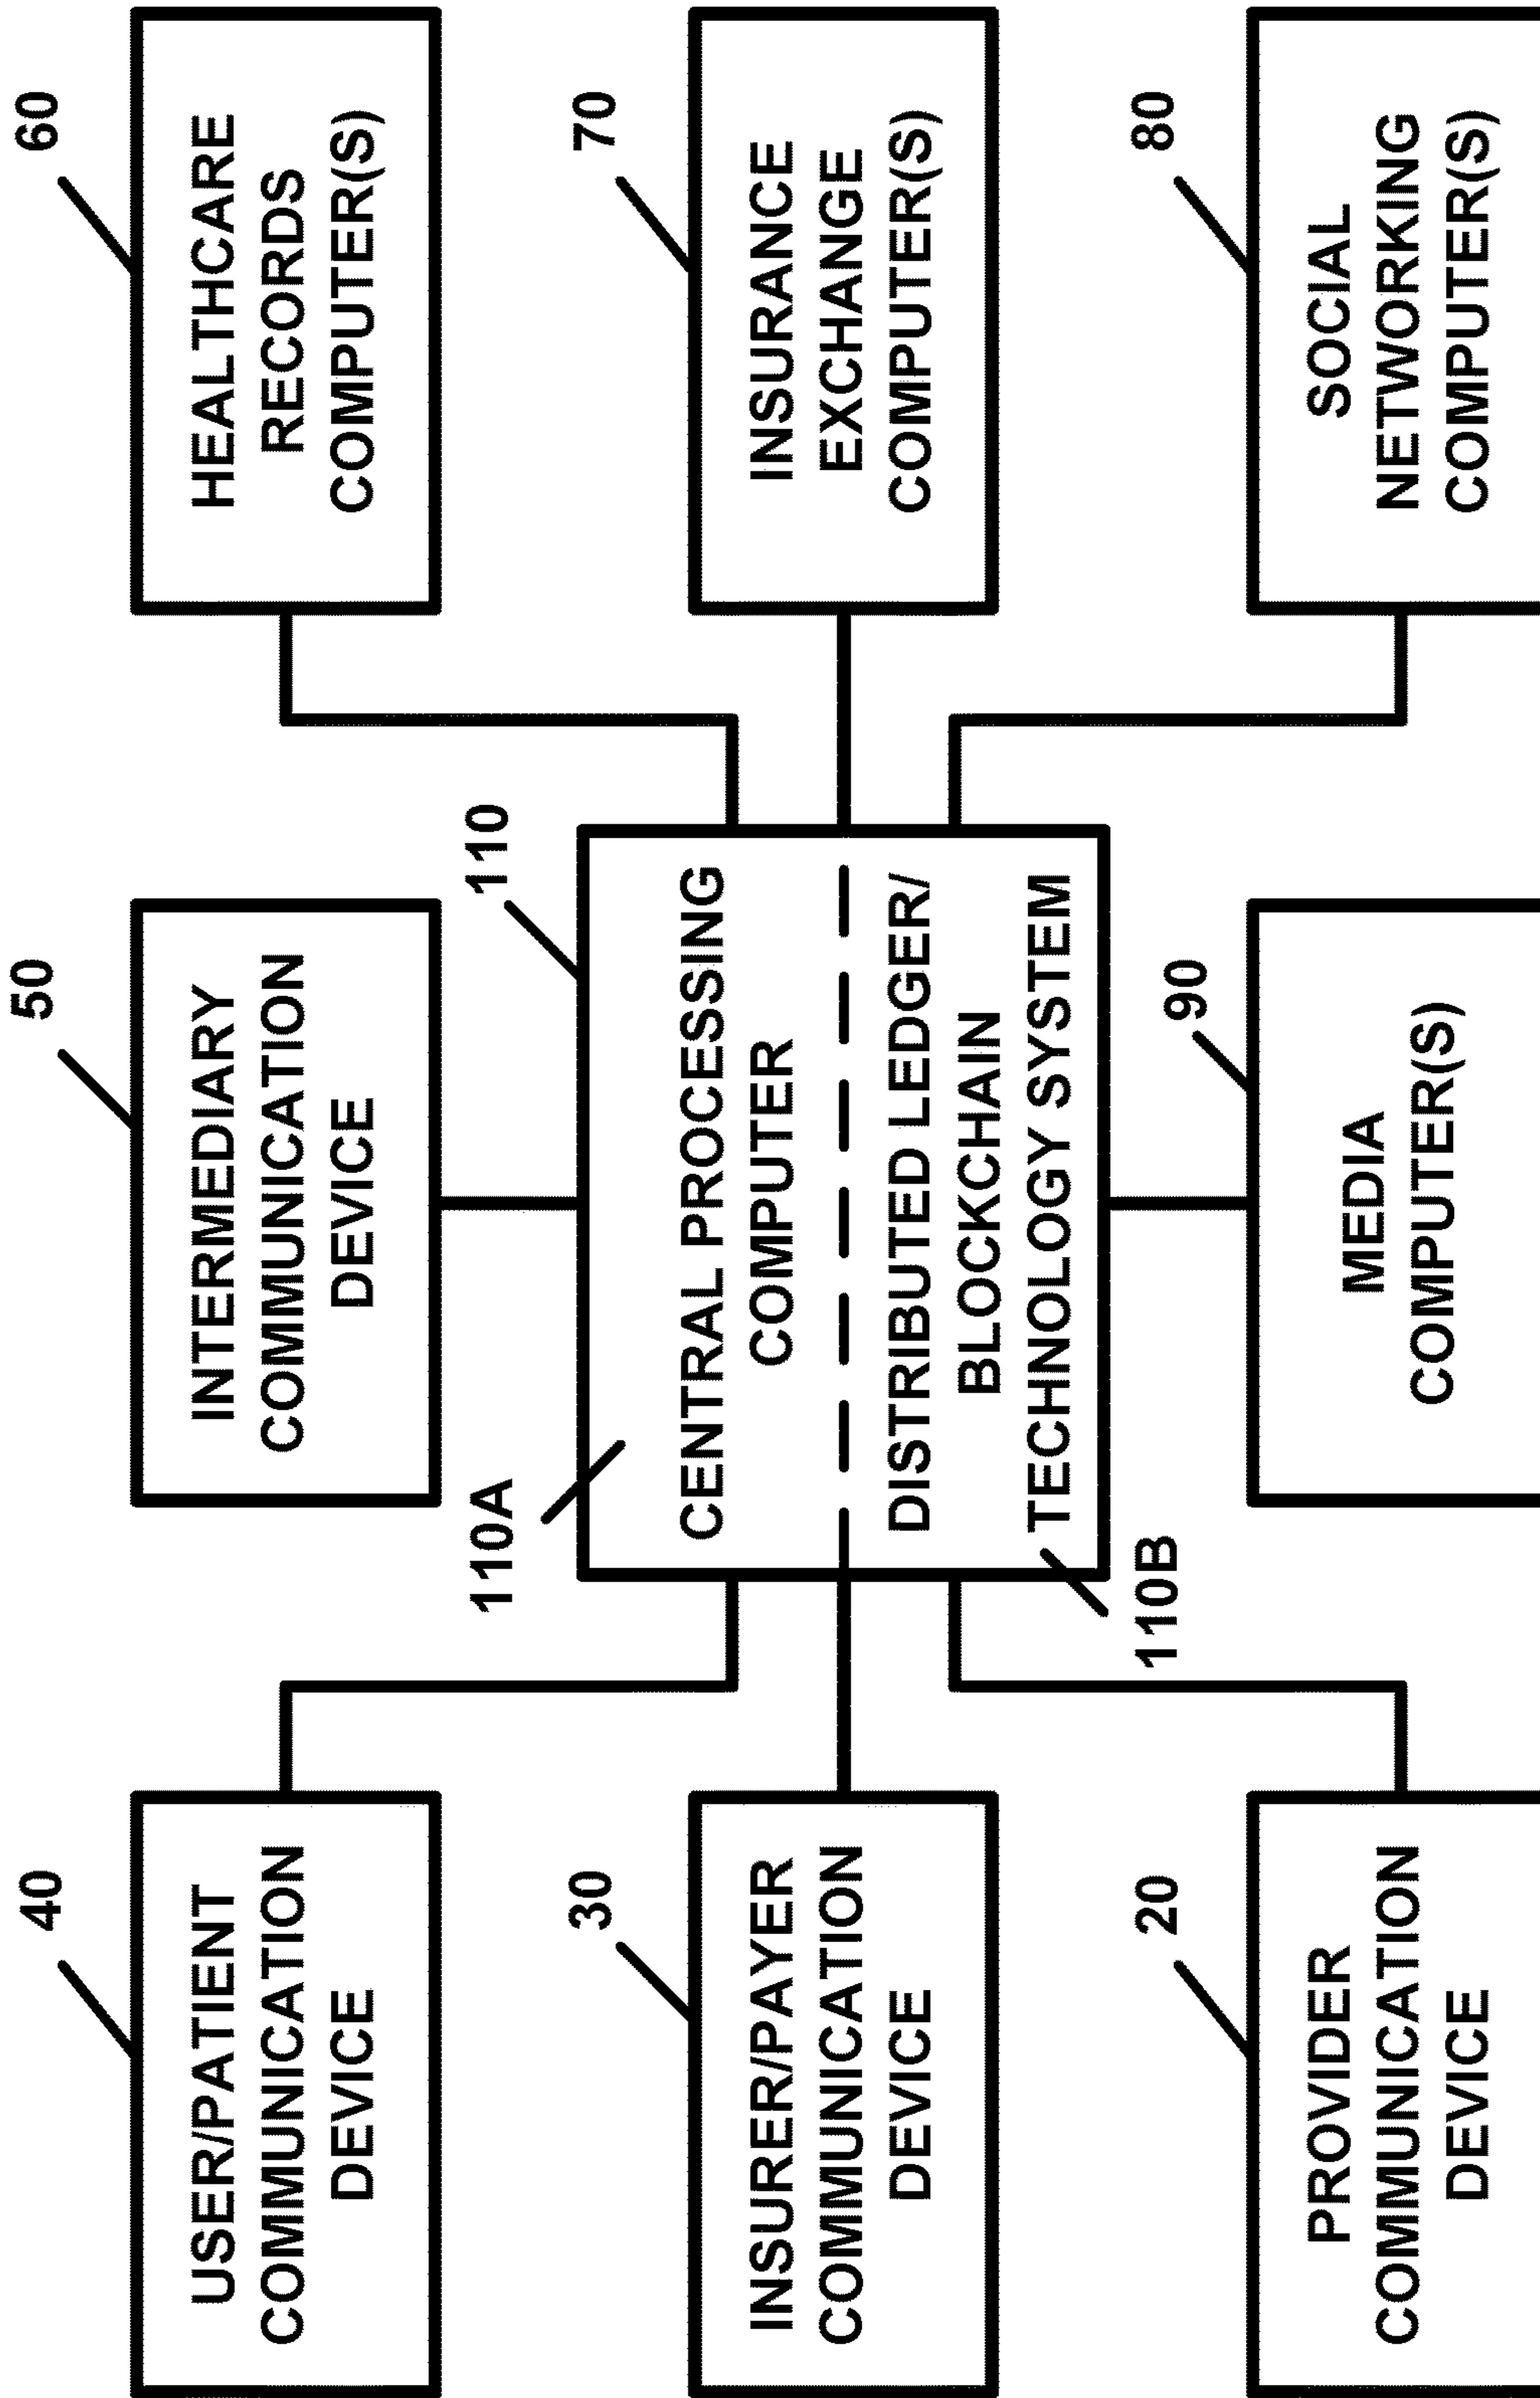 40
USER/PATIENT
COMMUNICATION
DEVICE
50
INTERMEDIARY
COMMUNICATION
DEVICE
60
HEALTHCARE
RECORDS
COMPUTER(S)
30
INSURER/PAYER
COMMUNICATION
DEVICE
110A
110
CENTRAL PROCESSING
COMPUTER
DISTRIBUTED LEDGER/
BLOCKCHAIN
TECHNOLOGY SYSTEM
110B
70
INSURANCE
EXCHANGE
COMPUTER(S)
20
PROVIDER
COMMUNICATION
DEVICE
90
MEDIA
COMPUTER(S)
80
SOCIAL
NETWORKING
COMPUTER(S)